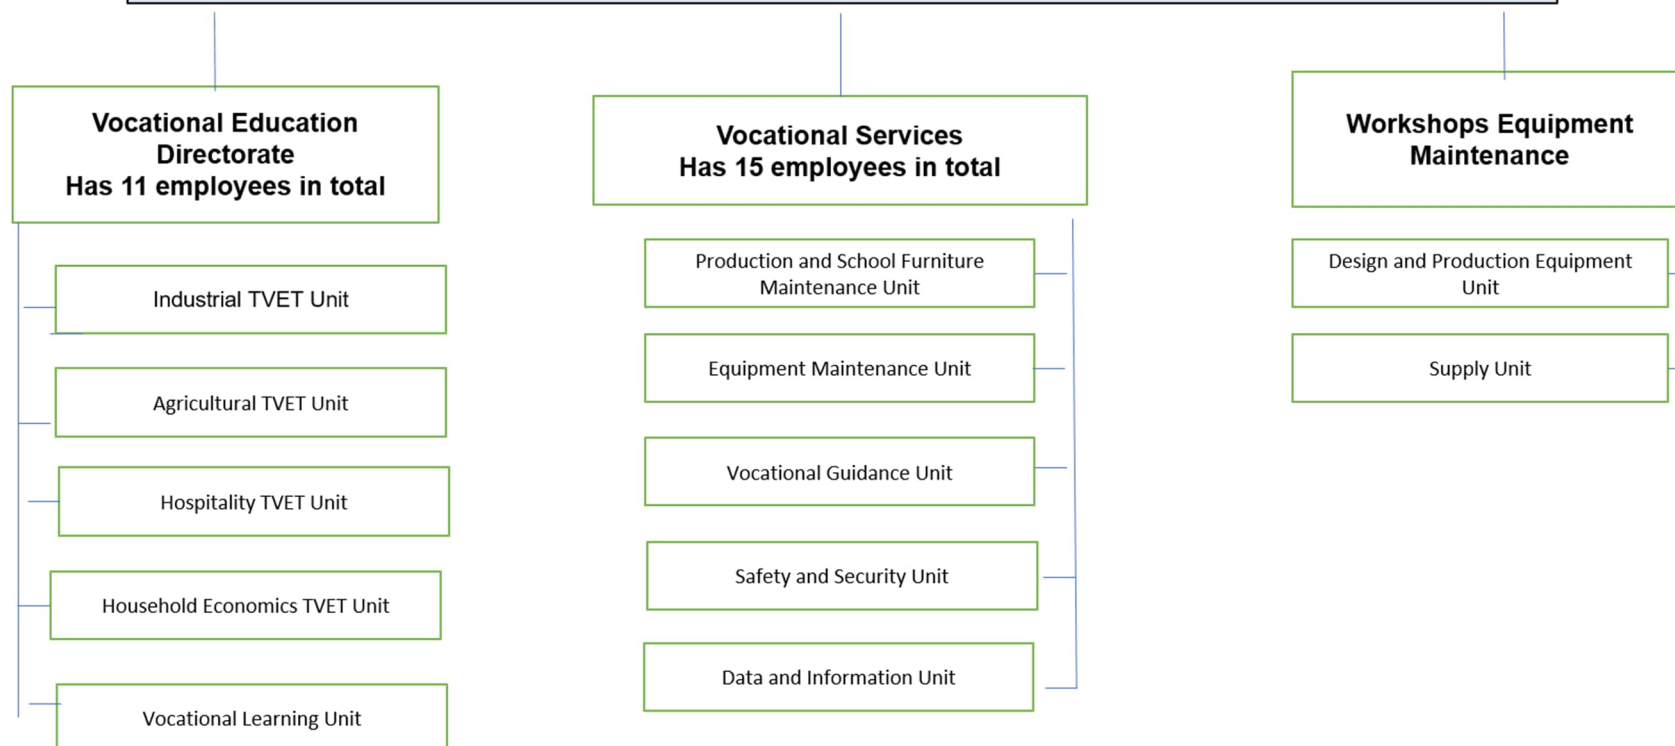 Vocational Education
Directorate
Has 11 employees in total
Industrial TVET Unit
Agricultural TVET Unit
Hospitality TVET Unit
Household Economics TVET Unit
Vocational Learning Unit
Vocational Services
Has 15 employees in total
Production and School Furniture
Maintenance Unit
Equipment Maintenance Unit
Vocational Guidance Unit
Safety and Security Unit
Data and Information Unit
Workshops Equipment
Maintenance
Design and Production Equipment
Unit
Supply Unit